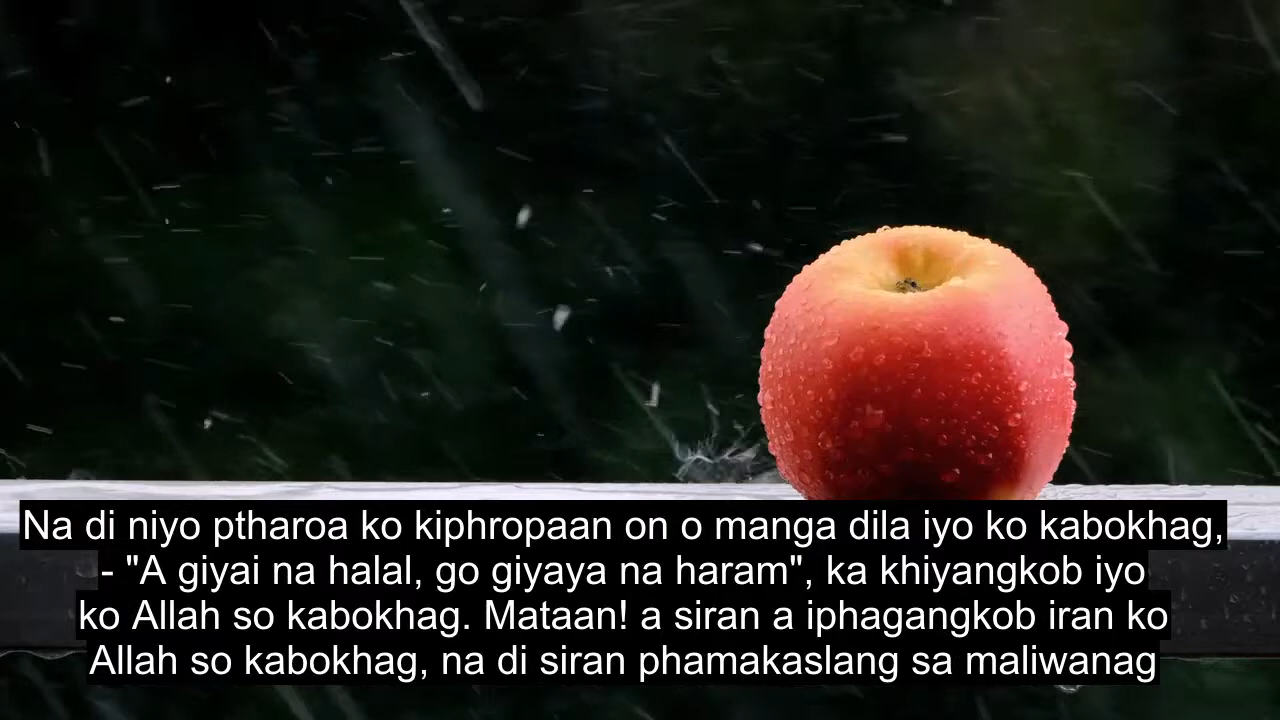 Na di niyo ptharoa ko kiphropaan on o manga dila iyo ko kabokhag,
- "A giyai na halal, go giyaya na haram", ka khiyangkob iyo
ko Allah so kabokhag. Mataan! a siran a iphagangkob iran ko
Allah so kabokhag, na di siran phamakaslang sa maliwanag